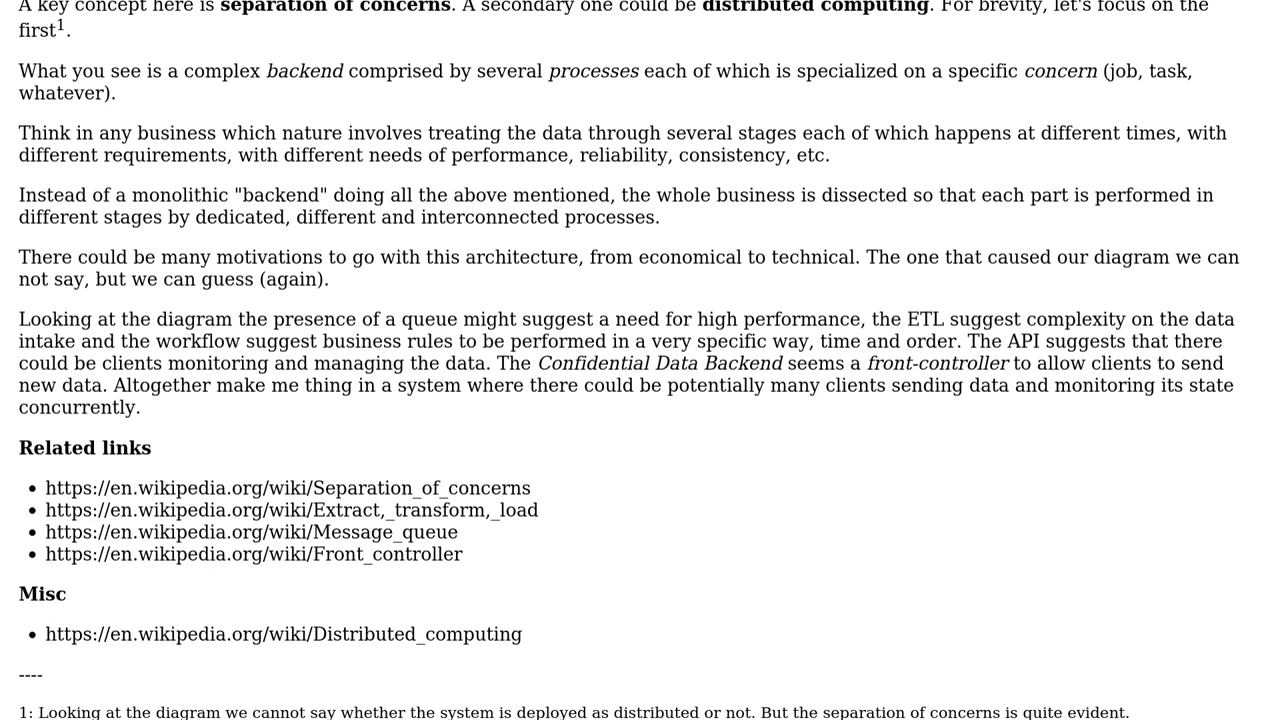 A key concept here is separation of concerns. A secondary one could be distributed computing. For brevity, let's focus on the
first1.
What you see is a complex backend comprised by several processes each of which is specialized on a specific concern (job, task,
whatever).
Think in any business which nature involves treating the data through several stages each of which happens at different times, with
different requirements, with different needs of performance, reliability, consistency, etc.
Instead of a monolithic "backend" doing all the above mentioned, the whole business is dissected so that each part is performed in
different stages by dedicated, different and interconnected processes.
There could be many motivations to go with this architecture, from economical to technical. The one that caused our diagram we can
not say, but we can guess (again).
Looking at the diagram the presence of a queue might suggest a need for high performance, the ETL suggest complexity on the data
intake and the workflow suggest business rules to be performed in a very specific way, time and order. The API suggests that there
could be clients monitoring and managing the data. The Confidential Data Backend seems a front-controller to allow clients to send
new data. Altogether make me thing in a system where there could be potentially many clients sending data and monitoring its state
concurrently.
Related links
• https://en.wikipedia.org/wiki/Separation_of_concerns
• https://en.wikipedia.org/wiki/Extract,_transform,_load
• https://en.wikipedia.org/wiki/Message_queue
• https://en.wikipedia.org/wiki/Front_controller
Misc
• https://en.wikipedia.org/wiki/Distributed_computing
----
1: Looking at the diagram we cannot say whether the system is deployed as distributed or not. But the separation of concerns is quite evident.